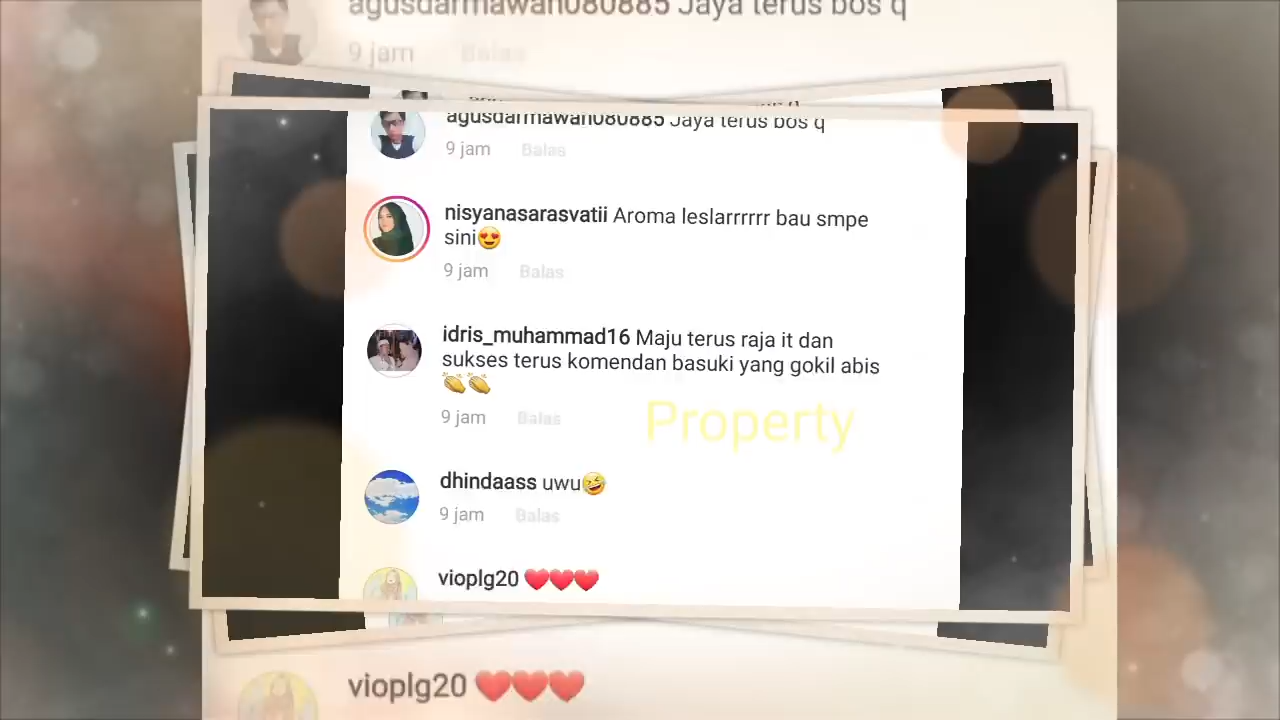 agusdarmawan080885 Jaya terus bos q
9 jam Balas
agusdarmawan080885 Jaya terus bos q
9 jam Balas
nisyanasarasvatii Aroma leslarrrrrr bau smpe
sini😍
9 jam Balas
idris_muhammad16 Maju terus raja it dan
sukses terus komendan basuki yang gokil abis
👏👏
9 jam Balas
Property
dhindaass uwu🤣
9 jam Balas
vioplg20 ❤️❤️❤️
vioplg20 ❤️❤️❤️